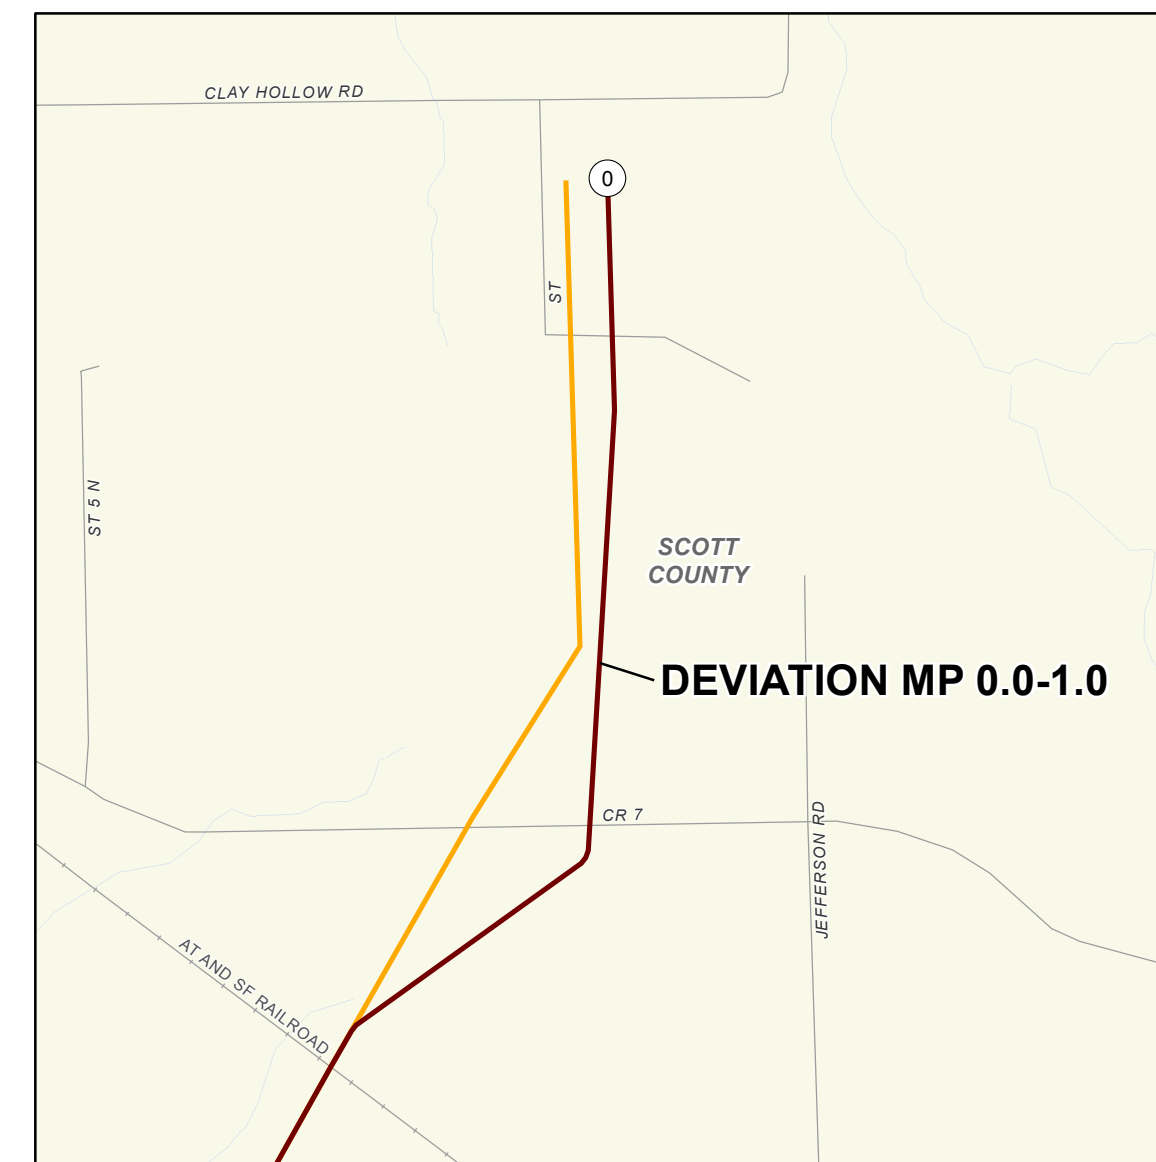 CLAY HOLLOW RD
0
ST
ST 5 N
SCOTT
COUNTY
DEVIATION MP 0.0-1.0
CR 7
JEFFERSON RD
AT AND SF RAILROAD